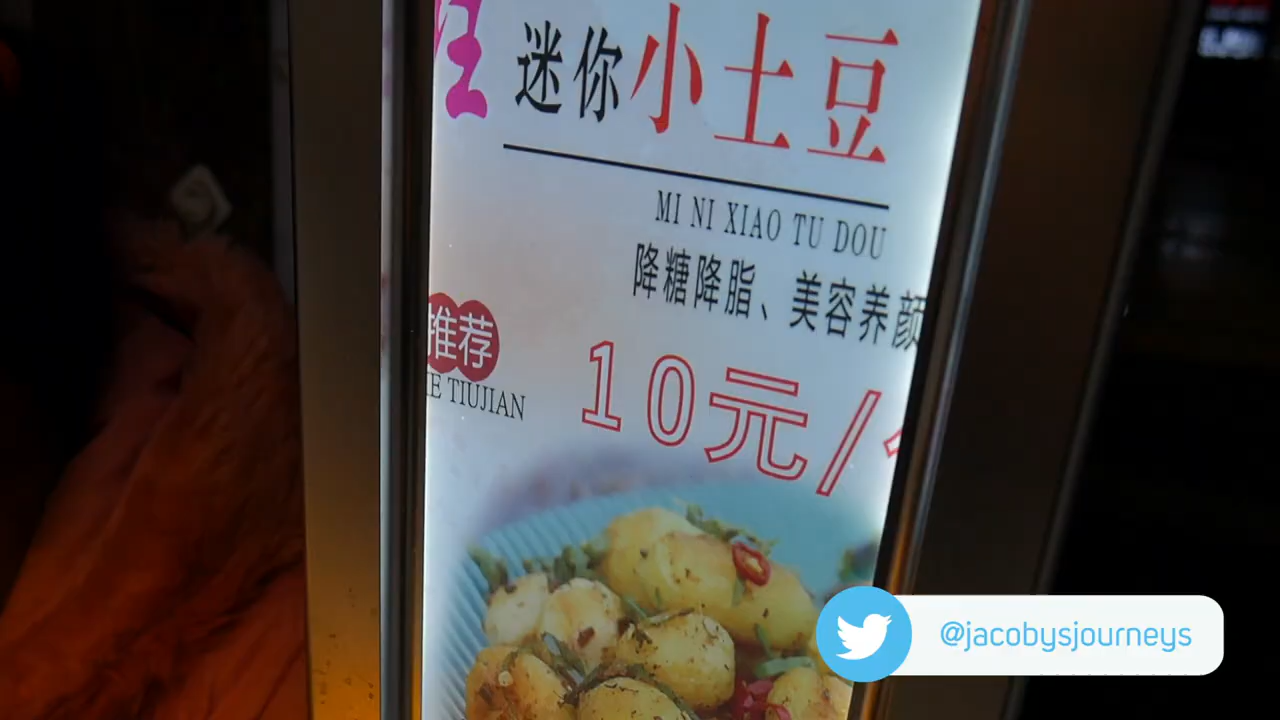 迷你小土豆
MI NI XIAO TU DOU
降糖降脂、美容养颜
推荐
TIUJIAN
10元/
@jacobysjourneys